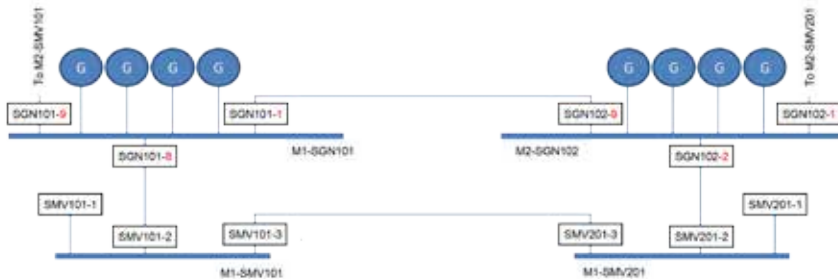 To M2-SMV101
To M2-SMV201
G G G G
G G G G
SGN101-9
SGN101-1
SGN102-9
SGN102-1
M1-SGN101
M2-SGN102
SGN101-8
SGN102-2
SMV101-1
SMV201-1
SMV101-2
SMV101-3
SMV201-3
SMV201-2
M1-SMV101
M1-SMV201